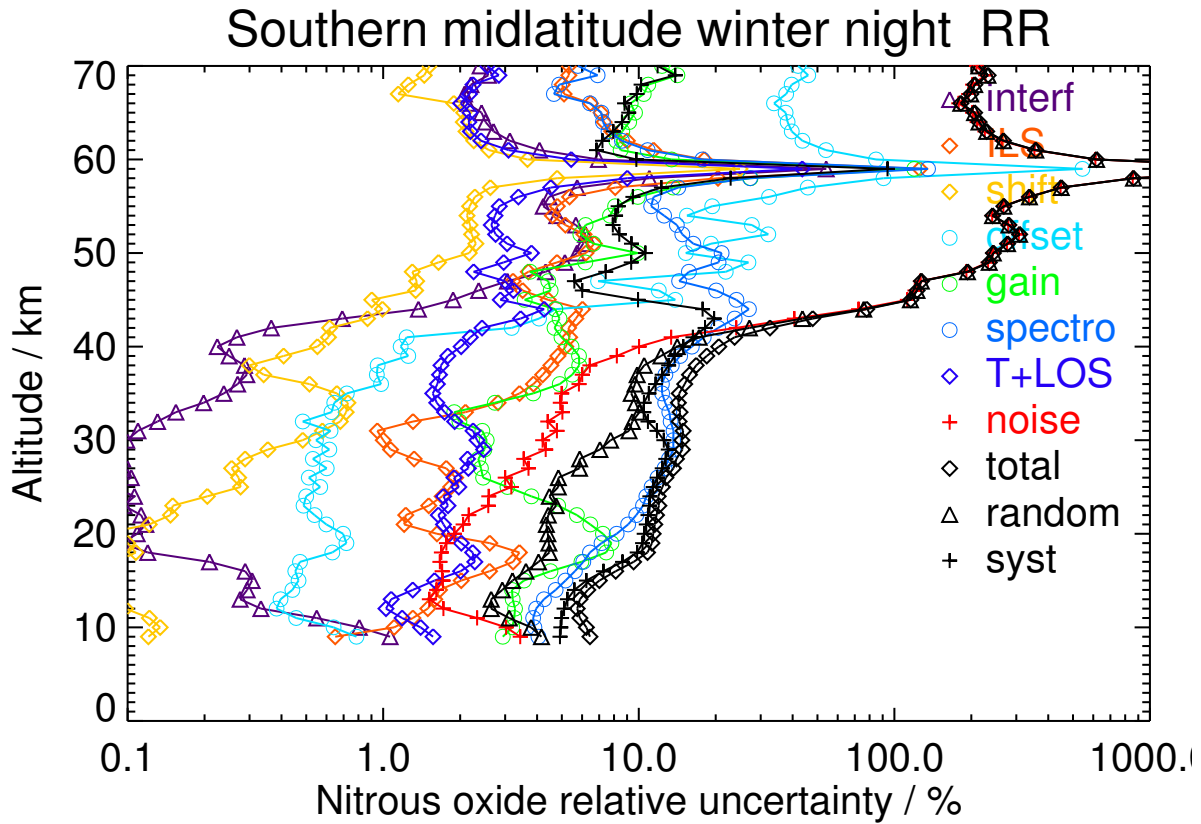 Southern midlatitude winter night RR
70
60
50
40
30
20
10
0
Altitude / km
interf
ILS
shift
offset
gain
spectro
T+LOS
noise
total
random
syst
0.1 1.0 10.0 100.0 1000.0
Nitrous oxide relative uncertainty / %